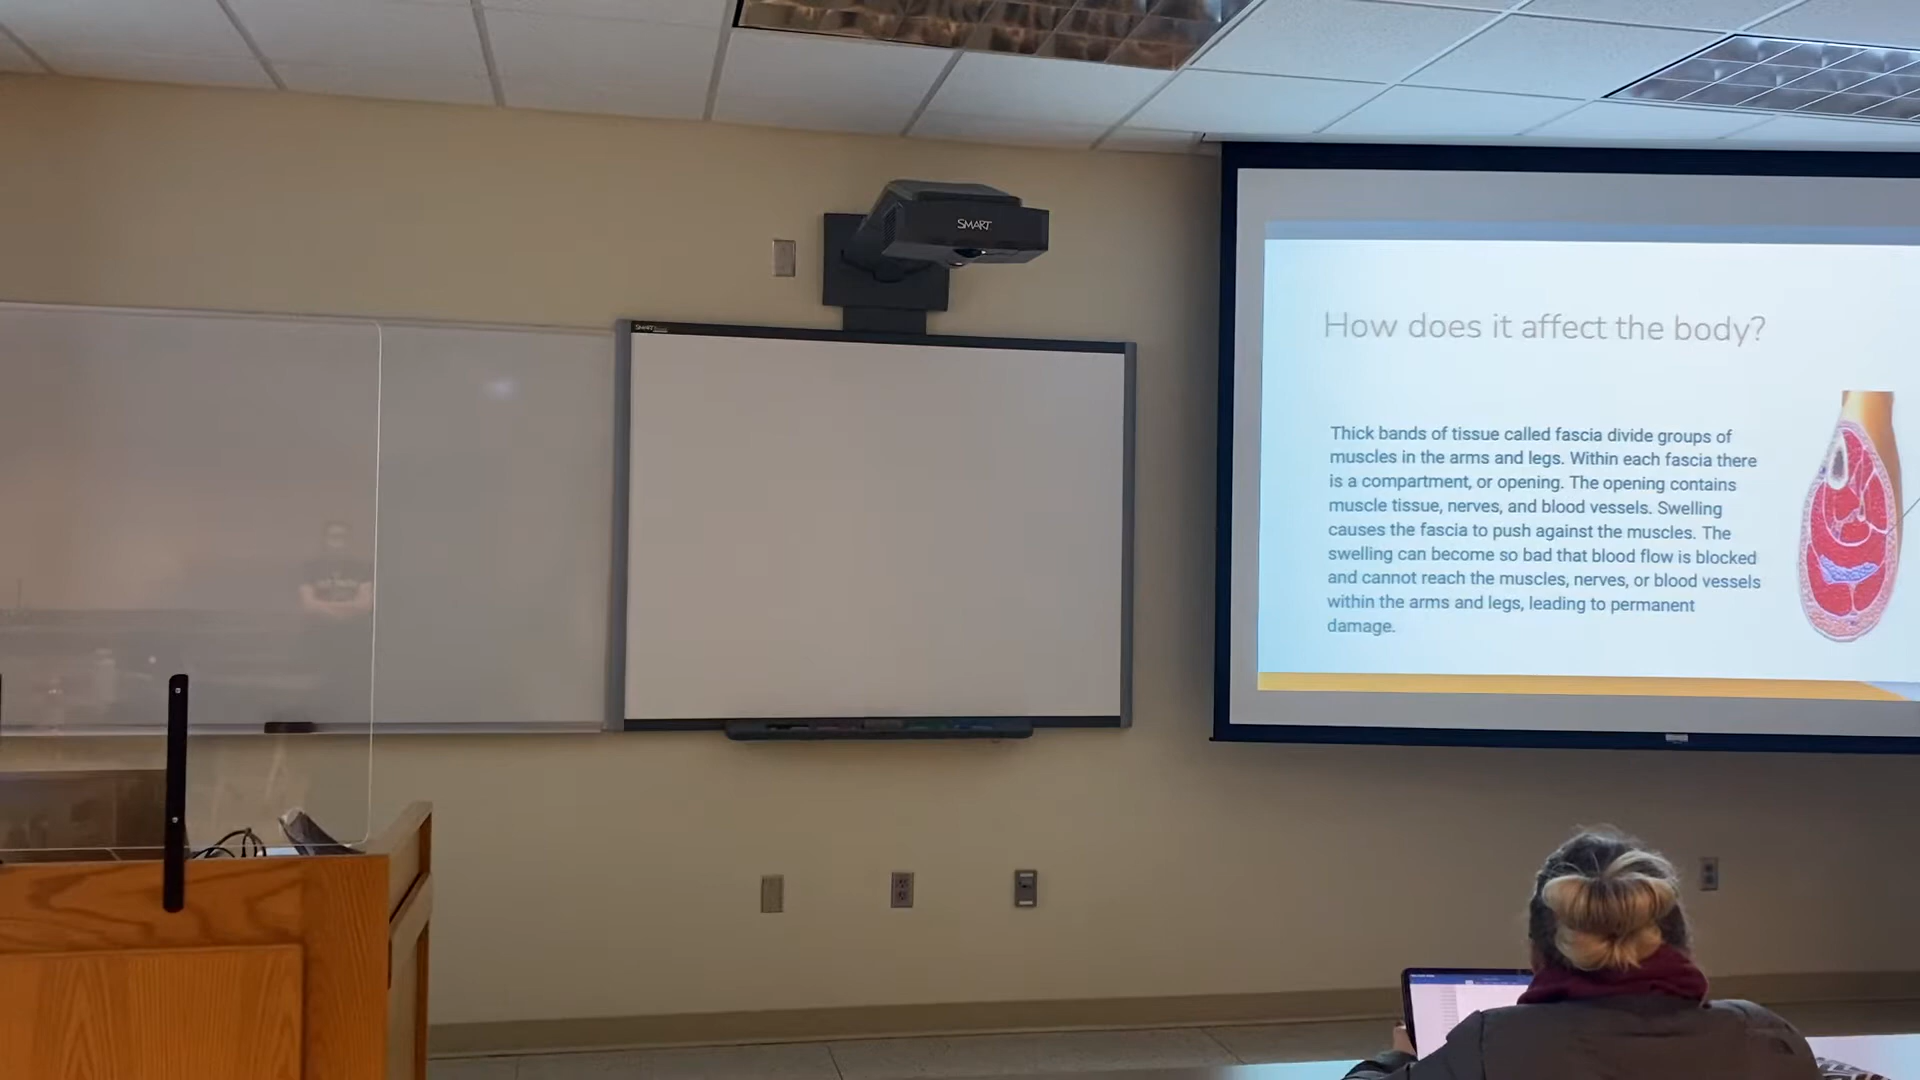 SMART
SMART
How does it affect the body?
Thick bands of tissue called fascia divide groups of
muscles in the arms and legs. Within each fascia there
is a compartment, or opening. The opening contains
muscle tissue, nerves, and blood vessels. Swelling
causes the fascia to push against the muscles. The
swelling can become so bad that blood flow is blocked
and cannot reach the muscles, nerves, or blood vessels
within the arms and legs, leading to permanent
damage.